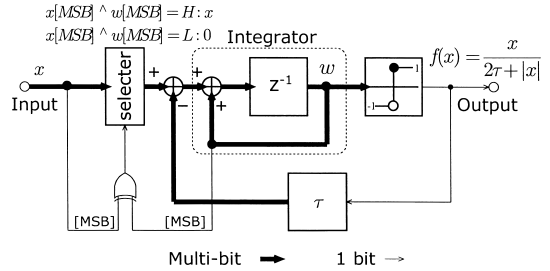 x[MSB] ^ w[MSB] = H : x
x[MSB] ^ w[MSB] = L : 0
Integrator
f(x) = x / (2τ + |x|)
x
Input
selecter
+
−
+
+
z⁻¹
w
1
-1
Output
[MSB]
[MSB]
τ
Multi-bit
1 bit